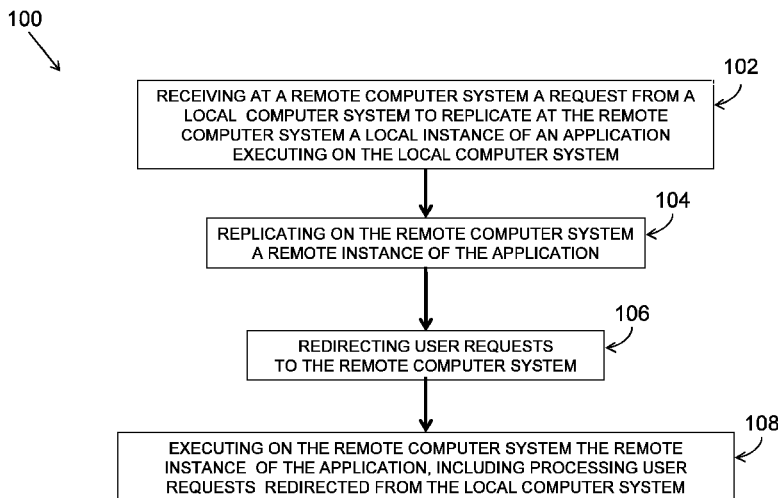 100
102
RECEIVING AT A REMOTE COMPUTER SYSTEM A REQUEST FROM A
LOCAL COMPUTER SYSTEM TO REPLICATE AT THE REMOTE
COMPUTER SYSTEM A LOCAL INSTANCE OF AN APPLICATION
EXECUTING ON THE LOCAL COMPUTER SYSTEM
104
REPLICATING ON THE REMOTE COMPUTER SYSTEM
A REMOTE INSTANCE OF THE APPLICATION
106
REDIRECTING USER REQUESTS
TO THE REMOTE COMPUTER SYSTEM
108
EXECUTING ON THE REMOTE COMPUTER SYSTEM THE REMOTE
INSTANCE OF THE APPLICATION, INCLUDING PROCESSING USER
REQUESTS REDIRECTED FROM THE LOCAL COMPUTER SYSTEM